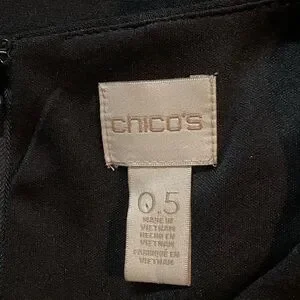 chico's
0.5
MADE IN
VIETNAM
HECHO EN
VIETNAM
FABRIQUÉ EN
VIETNAM